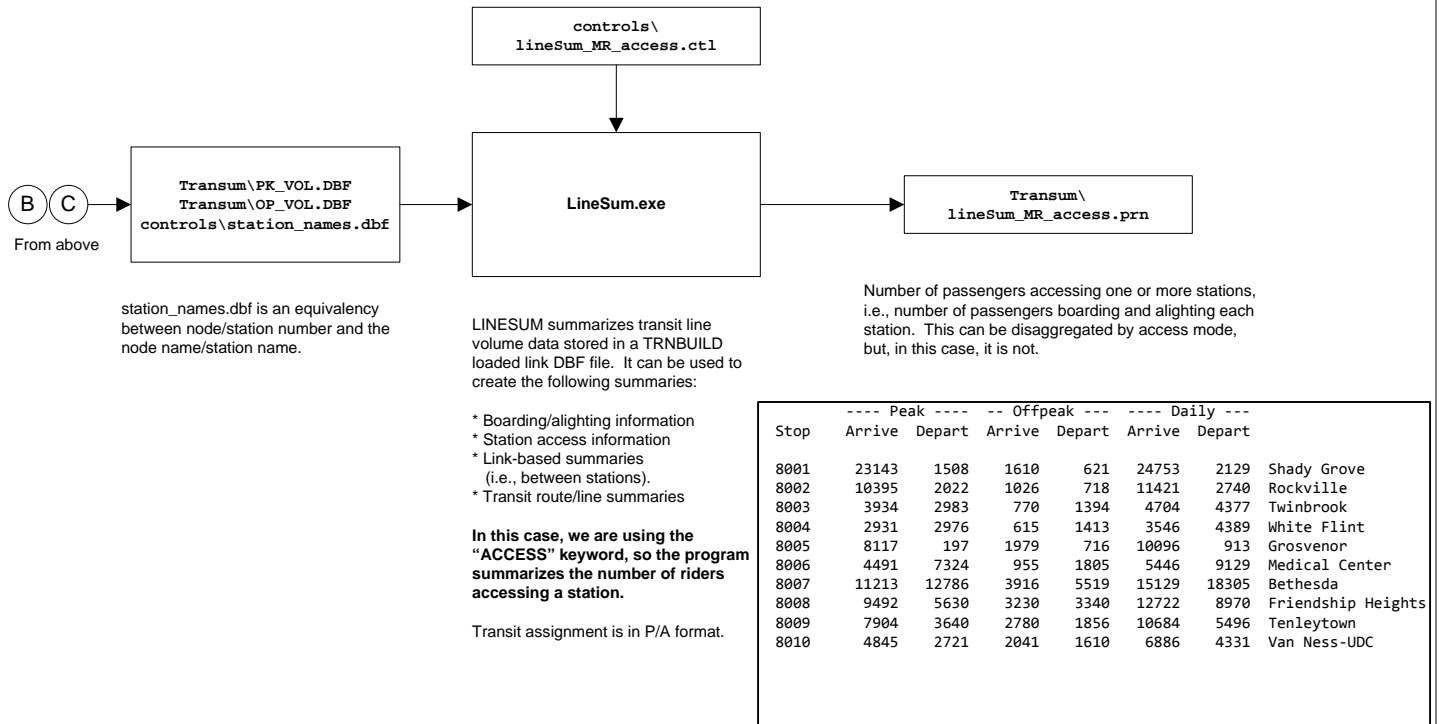 controls\
lineSum_MR_access.ctl
B C
From above
Transum\PK_VOL.DBF
Transum\OP_VOL.DBF
controls\station_names.dbf
LineSum.exe
Transum\
lineSum_MR_access.prn
station_names.dbf is an equivalency
between node/station number and the
node name/station name.
LINESUM summarizes transit line
volume data stored in a TRNBUILD
loaded link DBF file. It can be used to
create the following summaries:
* Boarding/alighting information
* Station access information
* Link-based summaries
(i.e., between stations).
* Transit route/line summaries
In this case, we are using the
“ACCESS” keyword, so the program
summarizes the number of riders
accessing a station.
Transit assignment is in P/A format.
Number of passengers accessing one or more stations,
i.e., number of passengers boarding and alighting each
station. This can be disaggregated by access mode,
but, in this case, it is not.
---- Peak ---- -- Offpeak --- ---- Daily ---
Stop Arrive Depart Arrive Depart Arrive Depart
8001 23143 1508 1610 621 24753 2129 Shady Grove
8002 10395 2022 1026 718 11421 2740 Rockville
8003 3934 2983 770 1394 4704 4377 Twinbrook
8004 2931 2976 615 1413 3546 4389 White Flint
8005 8117 197 1979 716 10096 913 Grosvenor
8006 4491 7324 955 1805 5446 9129 Medical Center
8007 11213 12786 3916 5519 15129 18305 Bethesda
8008 9492 5630 3230 3340 12722 8970 Friendship Heights
8009 7904 3640 2780 1856 10684 5496 Tenleytown
8010 4845 2721 2041 1610 6886 4331 Van Ness-UDC